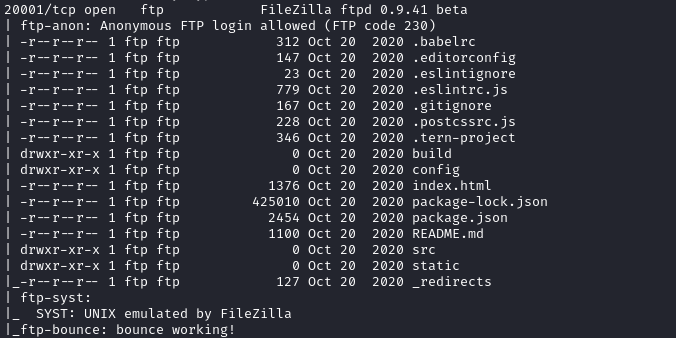 20001/tcp open   ftp            FileZilla ftpd 0.9.41 beta
| ftp-anon: Anonymous FTP login allowed (FTP code 230)
| -r--r--r-- 1 ftp ftp            312 Oct 20  2020 .babelrc
| -r--r--r-- 1 ftp ftp            147 Oct 20  2020 .editorconfig
| -r--r--r-- 1 ftp ftp             23 Oct 20  2020 .eslintignore
| -r--r--r-- 1 ftp ftp            779 Oct 20  2020 .eslintrc.js
| -r--r--r-- 1 ftp ftp            167 Oct 20  2020 .gitignore
| -r--r--r-- 1 ftp ftp            228 Oct 20  2020 .postcssrc.js
| -r--r--r-- 1 ftp ftp            346 Oct 20  2020 .tern-project
| drwxr-xr-x 1 ftp ftp              0 Oct 20  2020 build
| drwxr-xr-x 1 ftp ftp              0 Oct 20  2020 config
| -r--r--r-- 1 ftp ftp           1376 Oct 20  2020 index.html
| -r--r--r-- 1 ftp ftp         425010 Oct 20  2020 package-lock.json
| -r--r--r-- 1 ftp ftp           2454 Oct 20  2020 package.json
| -r--r--r-- 1 ftp ftp           1100 Oct 20  2020 README.md
| drwxr-xr-x 1 ftp ftp              0 Oct 20  2020 src
| drwxr-xr-x 1 ftp ftp              0 Oct 20  2020 static
|_-r--r--r-- 1 ftp ftp            127 Oct 20  2020 _redirects
| ftp-syst:
|_  SYST: UNIX emulated by FileZilla
|_ftp-bounce: bounce working!